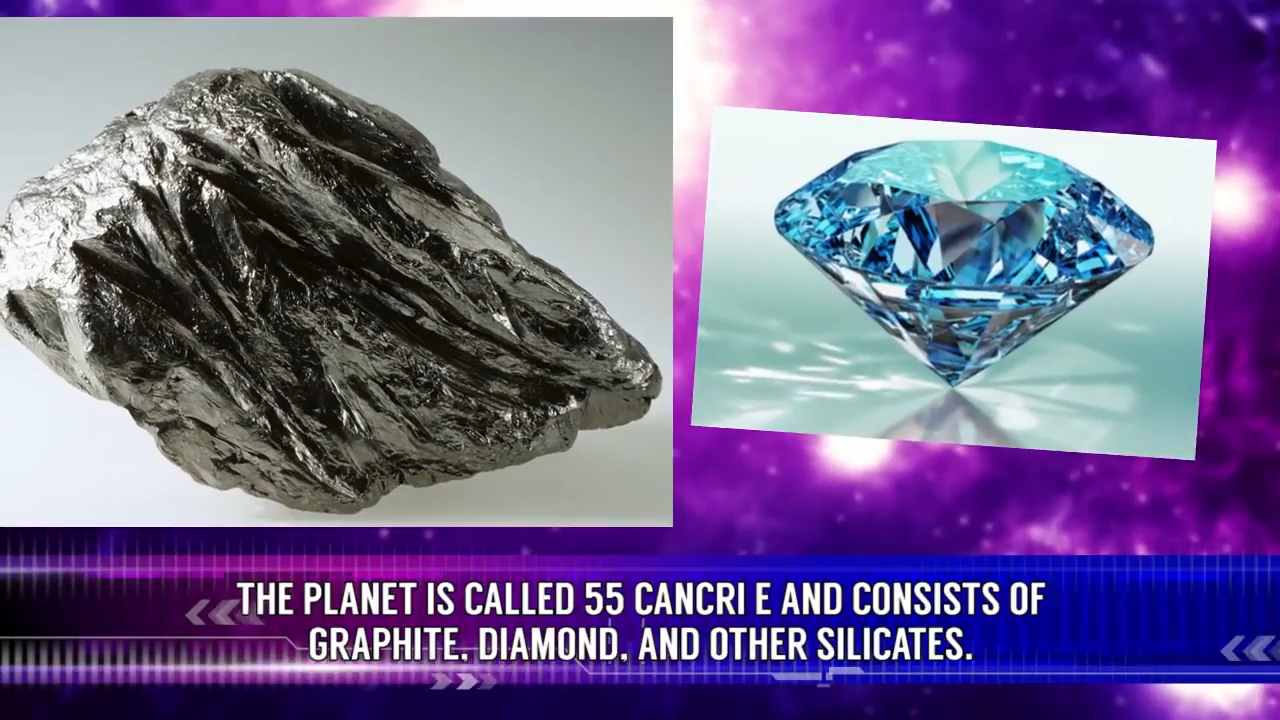 THE PLANET IS CALLED 55 CANCRI E AND CONSISTS OF
GRAPHITE, DIAMOND, AND OTHER SILICATES.